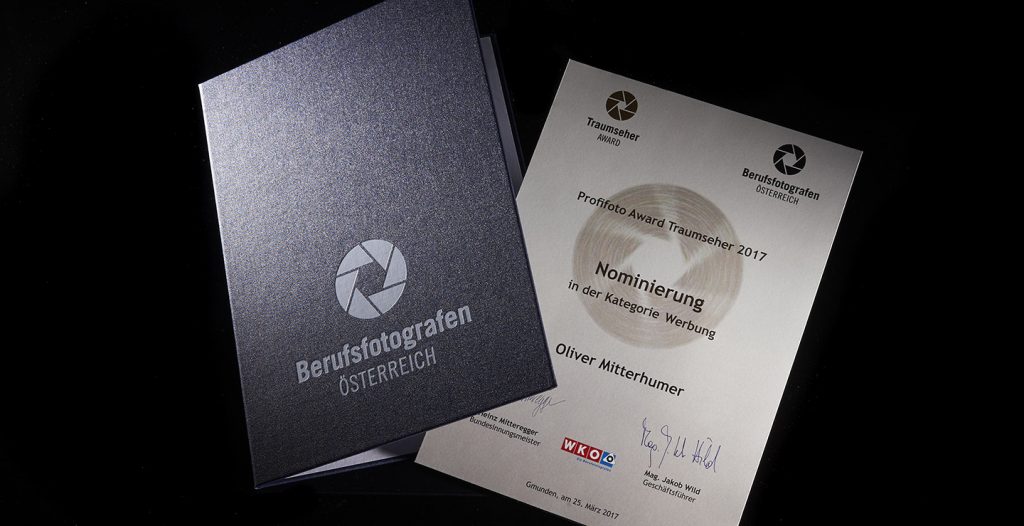 Berufsfotografen
ÖSTERREICH
Traumseher
AWARD
Berufsfotografen
ÖSTERREICH
Profifoto Award Traumseher 2017
Nominierung
in der Kategorie Werbung
Oliver Mitterhumer
Heinz Mitteregger
Bundesinnungsmeister
WKO
Mag. Jakob Wild
Geschäftsführer
Gmunden, am 25. März 2017